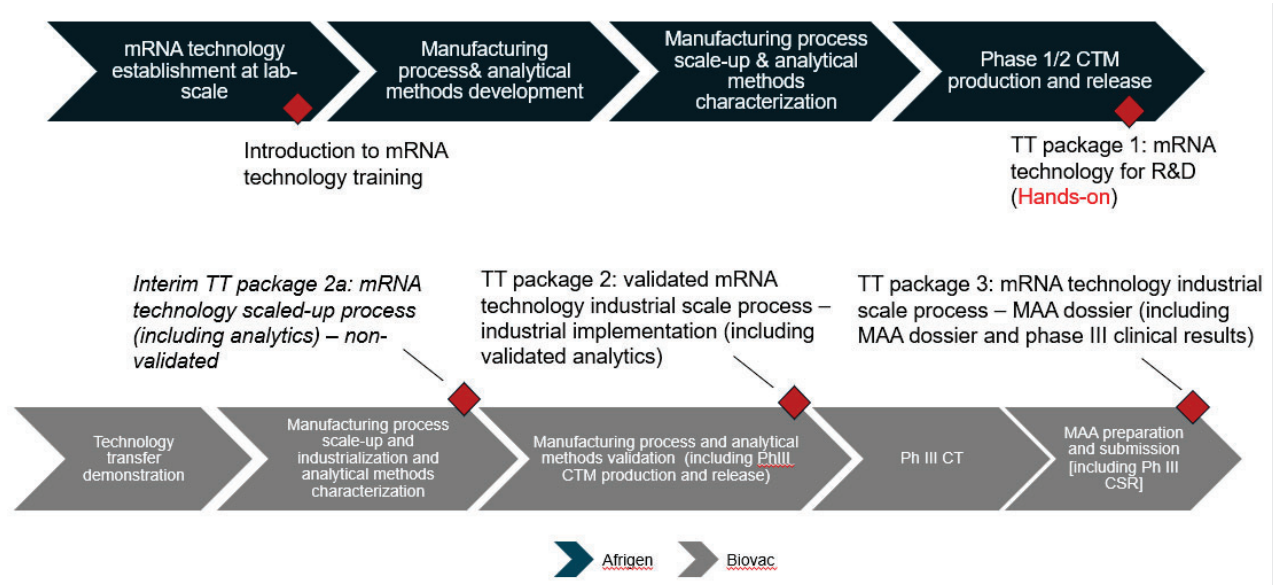 mRNA technology
establishment at lab-
scale
Manufacturing
process& analytical
methods development
Manufacturing process
scale-up & analytical
methods
characterization
Phase 1/2 CTM
production and release
Introduction to mRNA
technology training
TT package 1: mRNA
technology for R&D
(Hands-on)
Interim TT package 2a: mRNA
technology scaled-up process
(including analytics) – non-
validated
TT package 2: validated mRNA
technology industrial scale process –
industrial implementation (including
validated analytics)
TT package 3: mRNA technology industrial
scale process – MAA dossier (including
MAA dossier and phase III clinical results)
Technology
transfer
demonstration
Manufacturing process
scale-up and
industrialization and
analytical methods
characterization
Manufacturing process and analytical
methods validation (including PhIII
CTM production and release)
Ph III CT
MAA preparation
and submission
[including Ph III
CSR]
Afrigen
Biovac